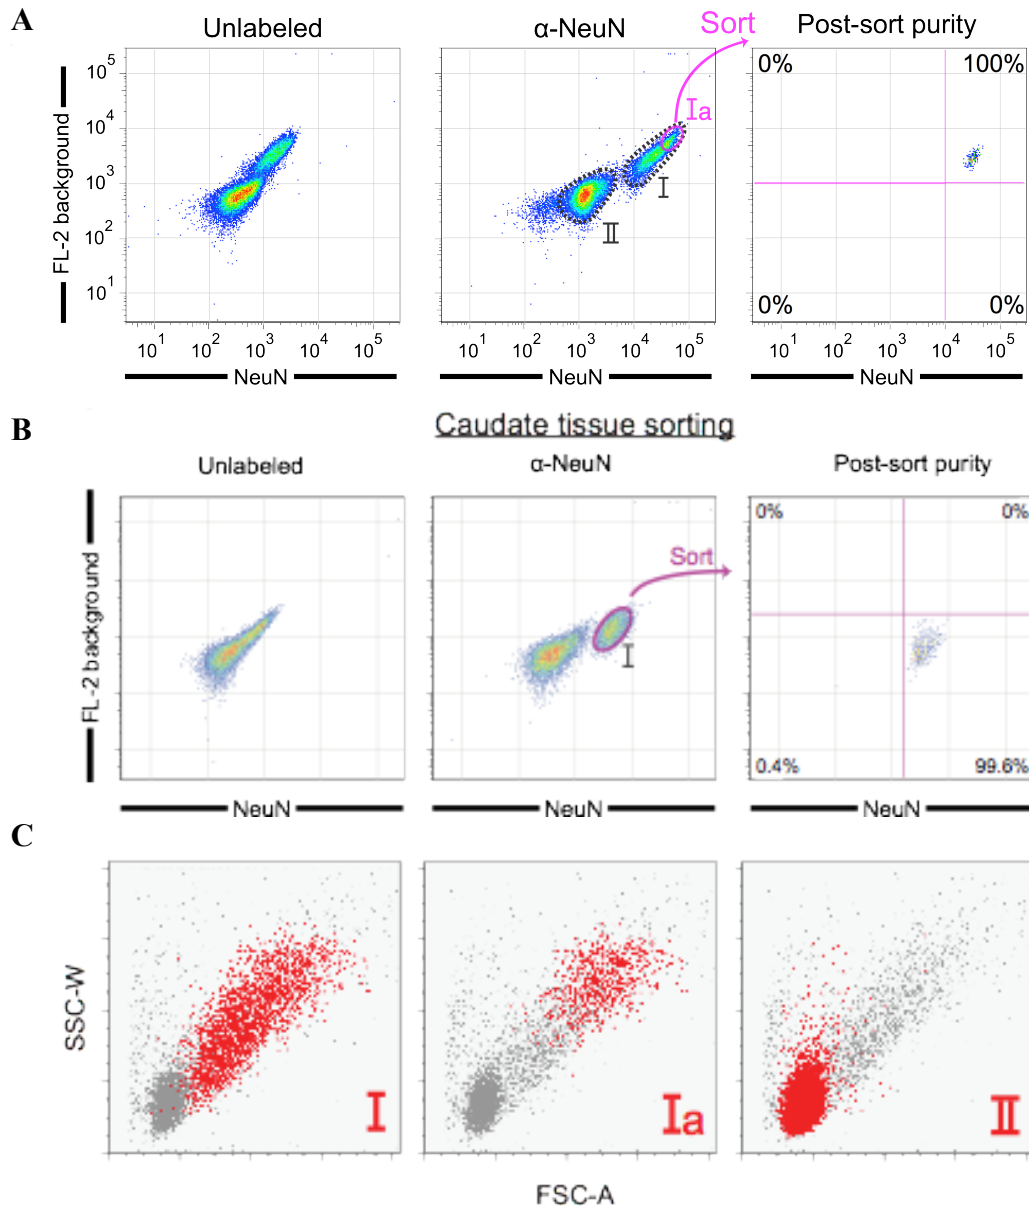 A
Unlabeled
α-NeuN
Sort
Post-sort purity
FL-2 background
10^5
10^4
10^3
10^2
10^1
Ia
I
II
0%
100%
0%
0%
10^1 10^2 10^3 10^4 10^5
10^1 10^2 10^3 10^4 10^5
10^1 10^2 10^3 10^4 10^5
NeuN
NeuN
NeuN
B
Caudate tissue sorting
Unlabeled
α-NeuN
Post-sort purity
FL-2 background
Sort
I
0%
0%
0.4%
99.6%
NeuN
NeuN
NeuN
C
SSC-W
I
Ia
II
FSC-A